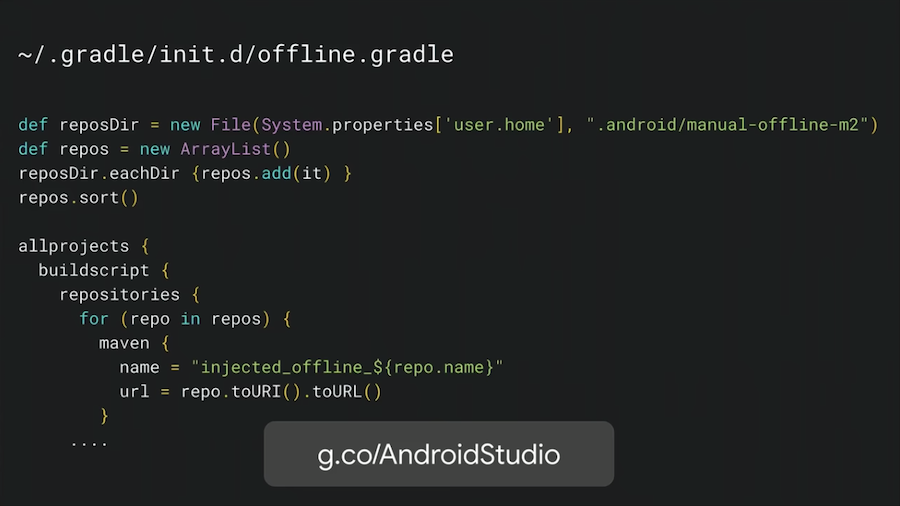 ~/.gradle/init.d/offline.gradle
def reposDir = new File(System.properties['user.home'], ".android/manual-offline-m2")
def repos = new ArrayList()
reposDir.eachDir {repos.add(it) }
repos.sort()
allprojects {
buildscript {
repositories {
for (repo in repos) {
maven {
name = "injected_offline_${repo.name}"
url = repo.toURI().toURL()
}
....
g.co/AndroidStudio